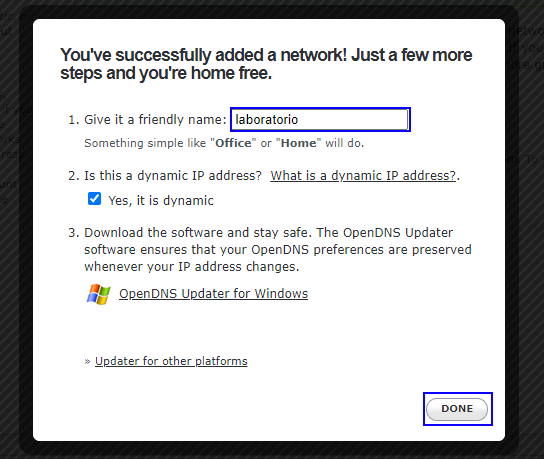 You've successfully added a network! Just a few more
steps and you're home free.
1. Give it a friendly name: laboratorio
Something simple like "Office" or "Home" will do.
2. Is this a dynamic IP address? What is a dynamic IP address?.
Yes, it is dynamic
3. Download the software and stay safe. The OpenDNS Updater
software ensures that your OpenDNS preferences are preserved
whenever your IP address changes.
OpenDNS Updater for Windows
» Updater for other platforms
DONE